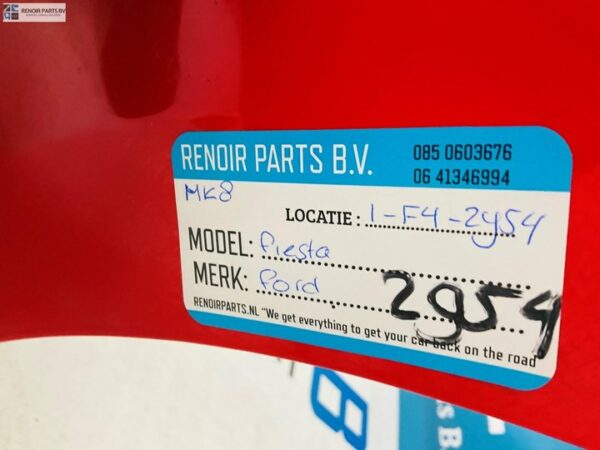 RENOIR PARTS BV
RENOIR PARTS B.V.
085 0603676
06 41346994
MK8
LOCATIE : 1-F4-2954
MODEL: fiesta
MERK: ford
2954
RENOIRPARTS.NL "We get everything to get your car back on the road
8
B.